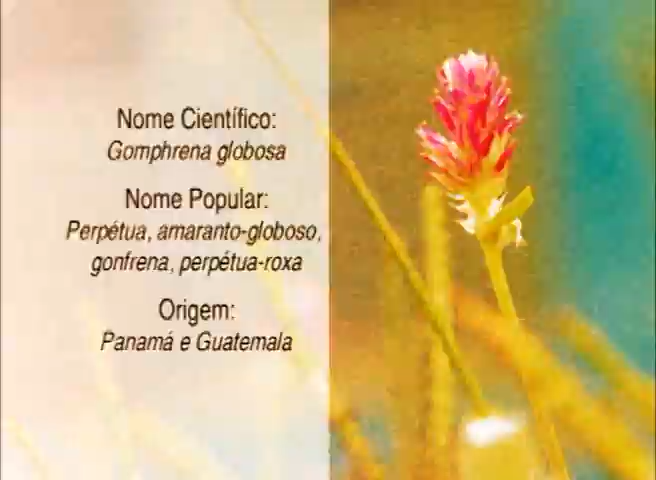 Nome Científico:
Gomphrena globosa
Nome Popular:
Perpétua, amaranto-globoso,
gonfrena, perpétua-roxa
Origem:
Panamá e Guatemala